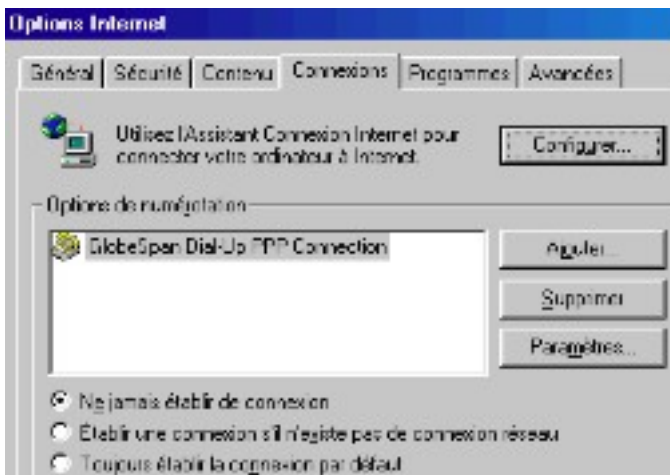 Options Internet
Général Sécurité Contenu Connexions Programmes Avancées
Utilisez l'Assistant Connexion Internet pour
connecter votre ordinateur à Internet.
Configurer...
Options de numérotation
GlobeSpan Dial-Up PPP Connection
Ajouter...
Supprimer
Paramètres...
Ne jamais établir de connexion
Établir une connexion s'il n'existe pas de connexion réseau
Toujours établir la connexion par défaut